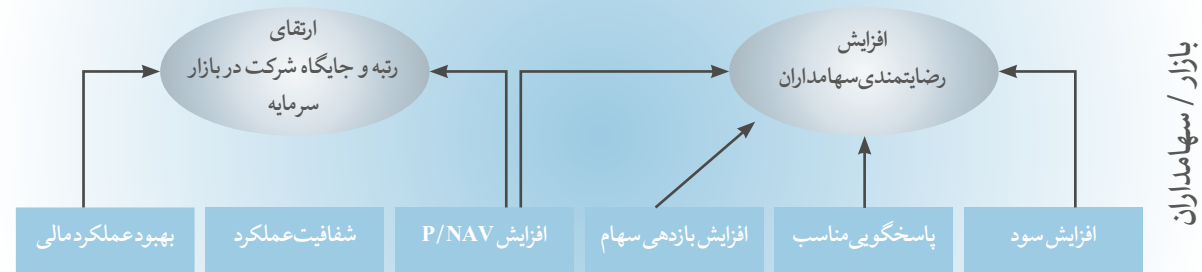 بازار / سهامداران
افزایش
رضایتمندی سهامداران
ارتقای
رتبه و جایگاه شرکت در بازار
سرمایه
افزایش سود
پاسخگویی مناسب
افزایش بازدهی سهام
افزایش P/NAV
شفافیت عملکرد
بهبود عملکرد مالی